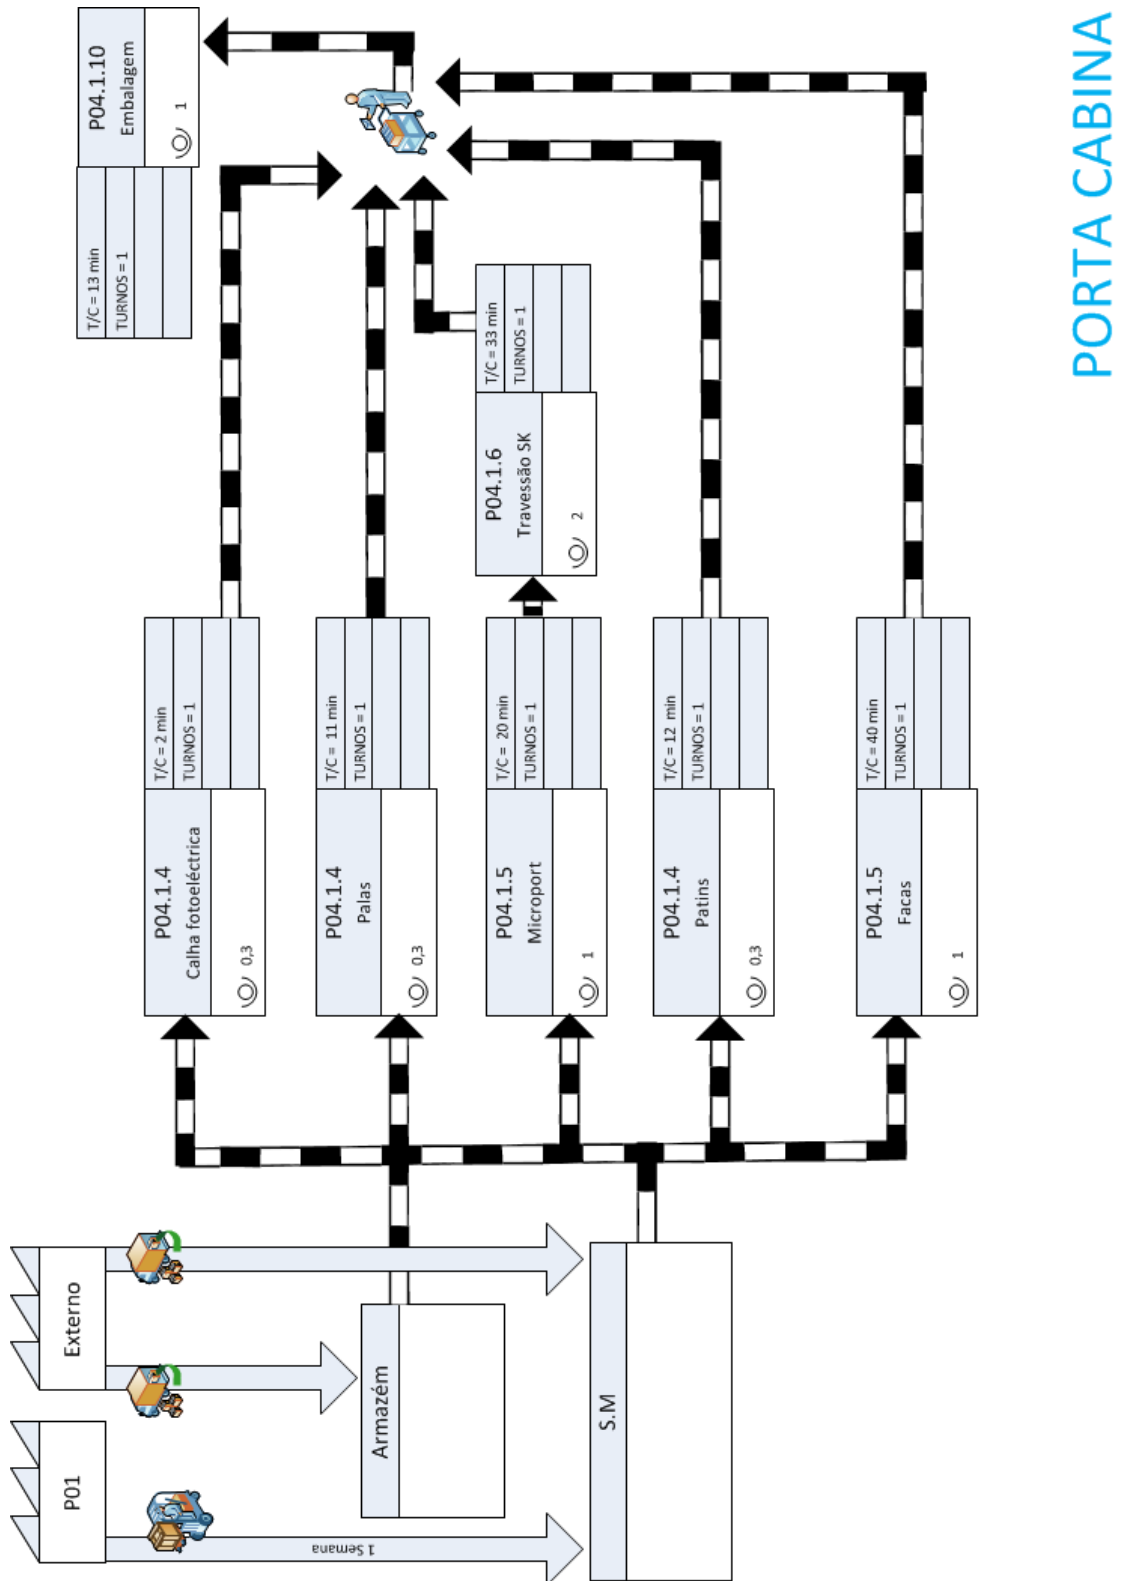 PORTA CABINA
P01
1 Semana
Externo
Armazém
S.M
P04.1.4
Calha fotoeléctrica
0,3
T/C = 2 min
TURNOS = 1
P04.1.4
Palas
0,3
T/C = 11 min
TURNOS = 1
P04.1.5
Microport
1
T/C = 20 min
TURNOS = 1
P04.1.4
Patins
0,3
T/C = 12 min
TURNOS = 1
P04.1.5
Facas
1
T/C = 40 min
TURNOS = 1
P04.1.6
Travessão SK
2
T/C = 33 min
TURNOS = 1
P04.1.10
Embalagem
1
T/C = 13 min
TURNOS = 1